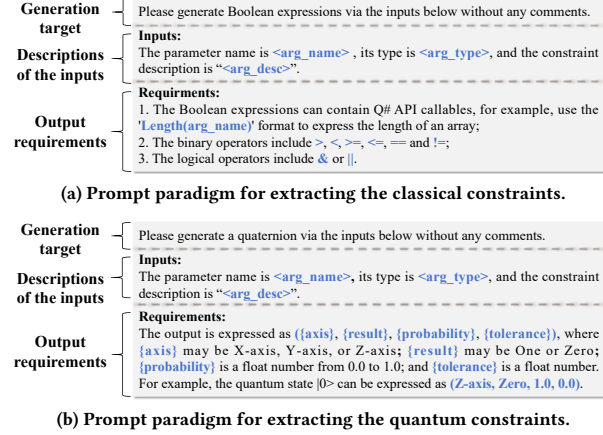 Generation
target
Please generate Boolean expressions via the inputs below without any comments.
Descriptions
of the inputs
Inputs:
The parameter name is <arg_name> , its type is <arg_type>, and the constraint
description is “<arg_desc>”.
Output
requirements
Requirments:
1. The Boolean expressions can contain Q# API callables, for example, use the
'Length(arg_name)' format to express the length of an array;
2. The binary operators include >, <, >=, <=, == and !=;
3. The logical operators include & or ||.
(a) Prompt paradigm for extracting the classical constraints.
Generation
target
Please generate a quaternion via the inputs below without any comments.
Descriptions
of the inputs
Inputs:
The parameter name is <arg_name>, its type is <arg_type>, and the constraint
description is “<arg_desc>”.
Output
requirements
Requirements:
The output is expressed as ({axis}, {result}, {probability}, {tolerance}), where
{axis} may be X-axis, Y-axis, or Z-axis; {result} may be One or Zero;
{probability} is a float number from 0.0 to 1.0; and {tolerance} is a float number.
For example, the quantum state |0> can be expressed as (Z-axis, Zero, 1.0, 0.0).
(b) Prompt paradigm for extracting the quantum constraints.